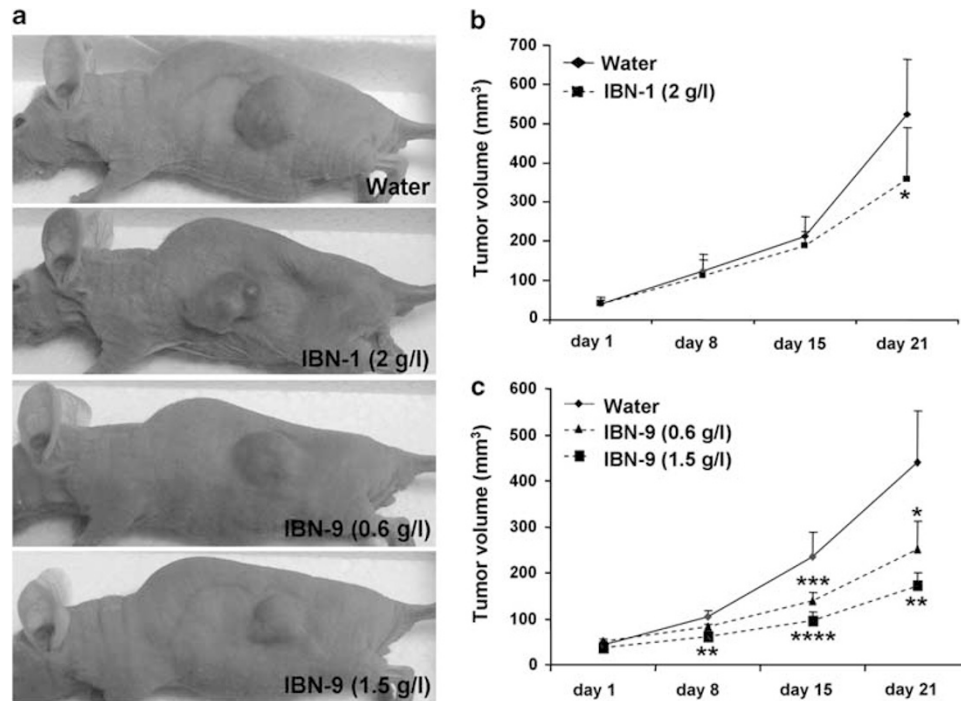 a
Water
IBN-1 (2 g/l)
IBN-9 (0.6 g/l)
IBN-9 (1.5 g/l)
b
Tumor volume (mm³)
700
600
500
400
300
200
100
0
Water
IBN-1 (2 g/l)
*
day 1 day 8 day 15 day 21
c
Tumor volume (mm³)
600
500
400
300
200
100
0
Water
IBN-9 (0.6 g/l)
IBN-9 (1.5 g/l)
*
***
**
****
**
day 1 day 8 day 15 day 21